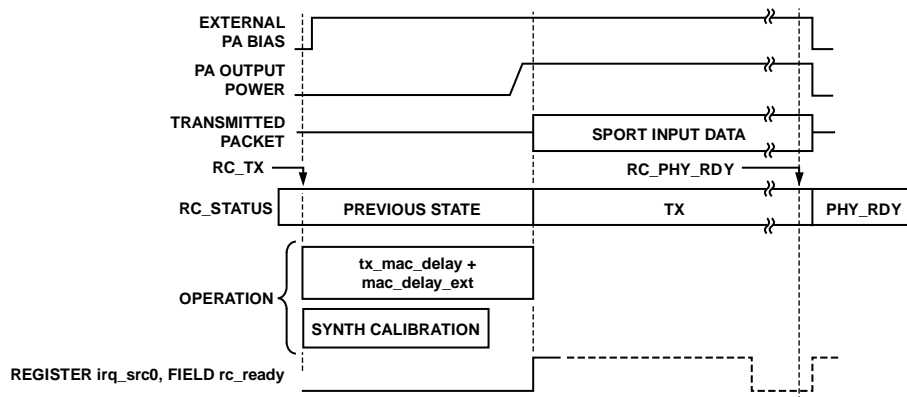 EXTERNAL
PA BIAS
PA OUTPUT
POWER
TRANSMITTED
PACKET
SPORT INPUT DATA
RC_TX
RC_PHY_RDY
RC_STATUS
PREVIOUS STATE
TX
PHY_RDY
OPERATION
tx_mac_delay +
mac_delay_ext
SYNTH CALIBRATION
REGISTER irq_src0, FIELD rc_ready